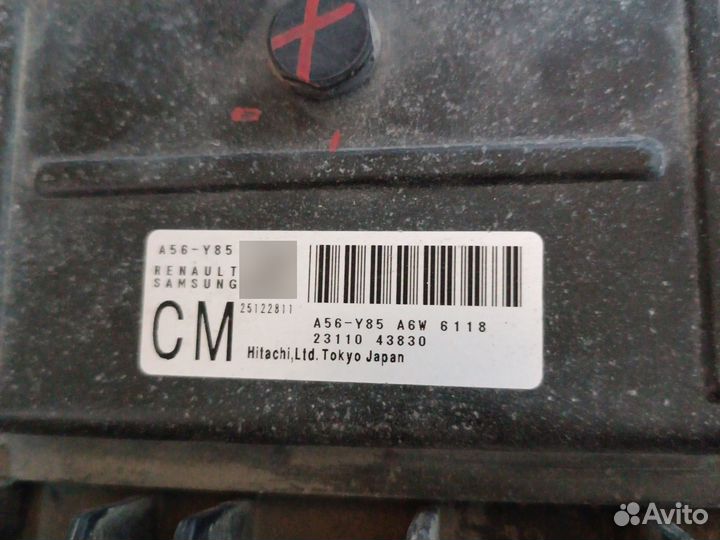 A56-Y85
RENAULT
SAMSUNG
25122811
CM
A56-Y85 A6W 6118
23110 43830
Hitachi,Ltd. Tokyo Japan
Avito